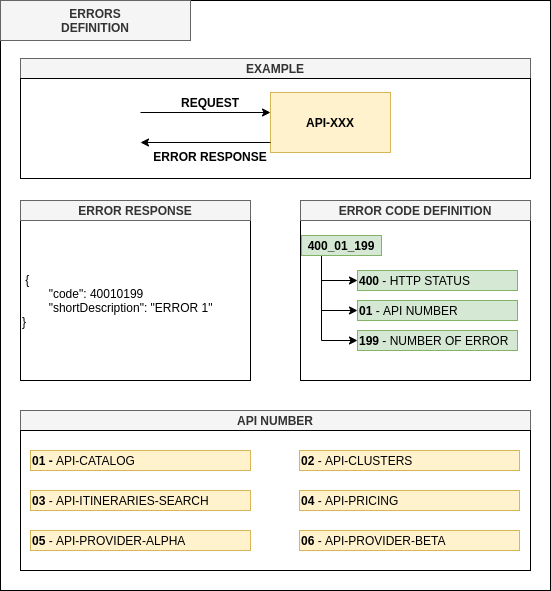 ERRORS
DEFINITION
EXAMPLE
REQUEST
API-XXX
ERROR RESPONSE
ERROR RESPONSE
{
"code": 40010199
"shortDescription": "ERROR 1"
}
ERROR CODE DEFINITION
400_01_199
400 - HTTP STATUS
01 - API NUMBER
199 - NUMBER OF ERROR
API NUMBER
01 - API-CATALOG
02 - API-CLUSTERS
03 - API-ITINERARIES-SEARCH
04 - API-PRICING
05 - API-PROVIDER-ALPHA
06 - API-PROVIDER-BETA